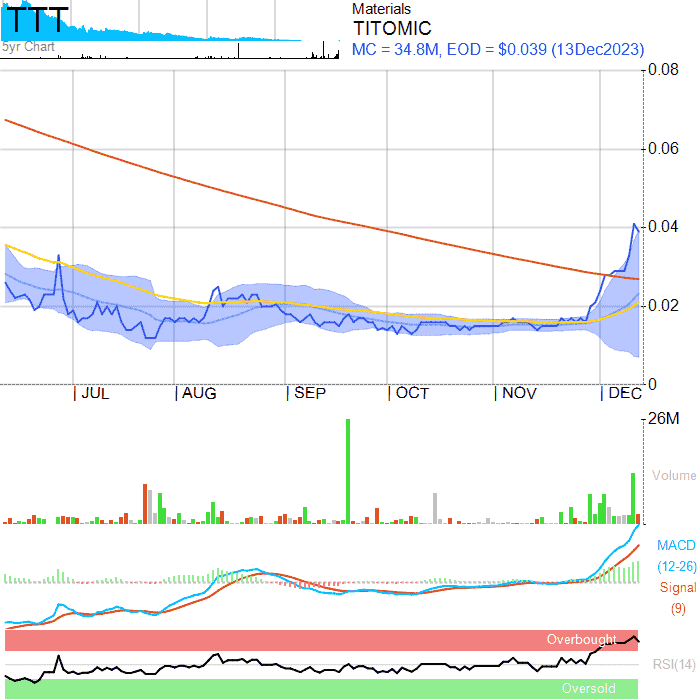 TTT
5yr Chart
Materials
TITOMIC
MC = 34.8M, EOD = $0.039 (13Dec2023)
0.08
0.06
0.04
0.02
0
| JUL | AUG | SEP | OCT | NOV | DEC
26M
Volume
MACD
(12-26)
Signal
(9)
Overbought
RSI(14)
Oversold